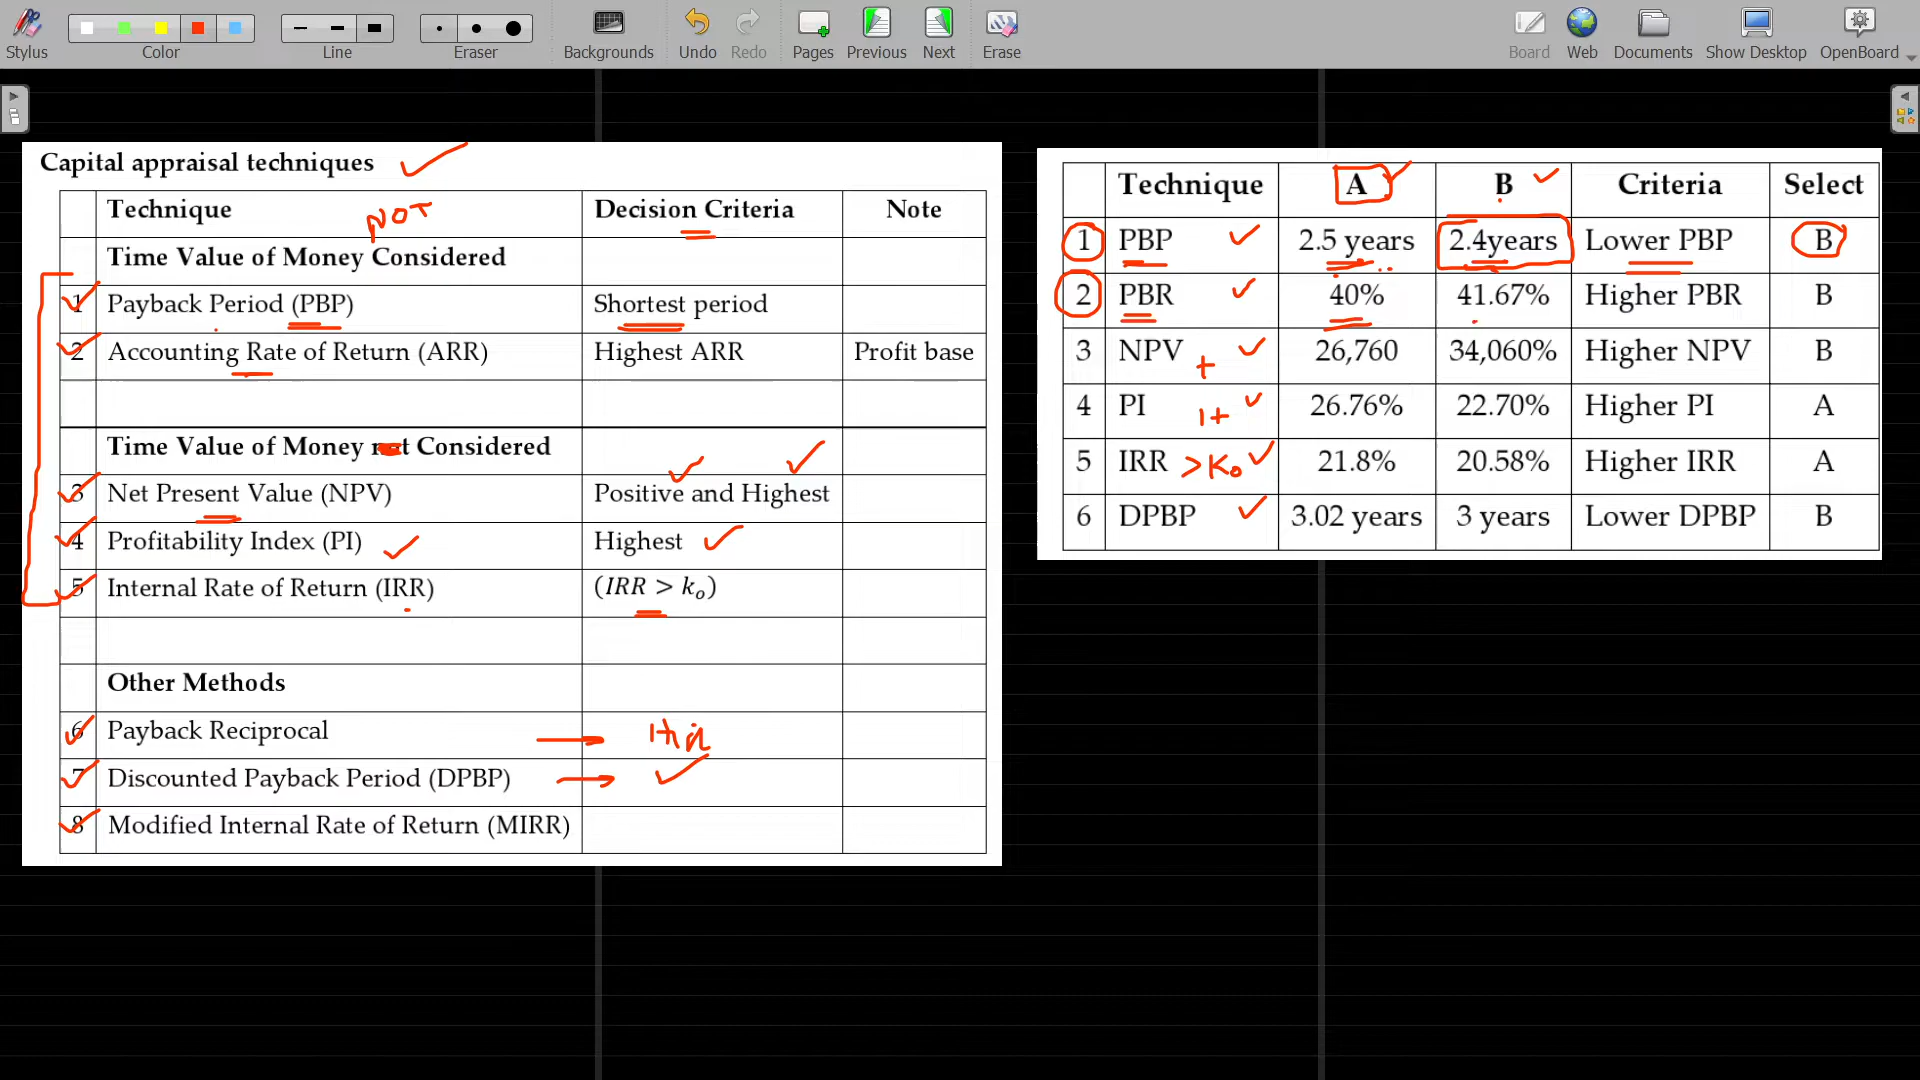 Stylus
Color
Line
Eraser
Backgrounds
Undo
Redo
Pages
Previous
Next
Erase
Board
Web
Documents
Show Desktop
OpenBoard
Capital appraisal techniques
Technique Decision Criteria Note
NOT
Time Value of Money Considered
1 Payback Period (PBP) Shortest period
2 Accounting Rate of Return (ARR) Highest ARR Profit base
Time Value of Money not Considered
3 Net Present Value (NPV) Positive and Highest
4 Profitability Index (PI) Highest
5 Internal Rate of Return (IRR) (IRR > kₒ)
Other Methods
6 Payback Reciprocal
7 Discounted Payback Period (DPBP)
8 Modified Internal Rate of Return (MIRR)
Technique A B Criteria Select
1 PBP 2.5 years 2.4years Lower PBP B
2 PBR 40% 41.67% Higher PBR B
3 NPV + 26,760 34,060% Higher NPV B
4 PI 1+ 26.76% 22.70% Higher PI A
5 IRR >Ko 21.8% 20.58% Higher IRR A
6 DPBP 3.02 years 3 years Lower DPBP B